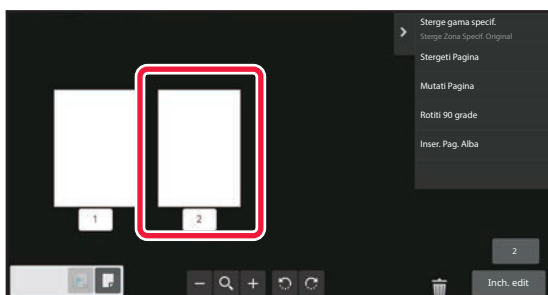 Sterge gama specif.
Sterge Zona Specif. Original
Stergeti Pagina
Mutati Pagina
Rotiti 90 grade
Inser. Pag. Alba
1
2
2
Inch. edit